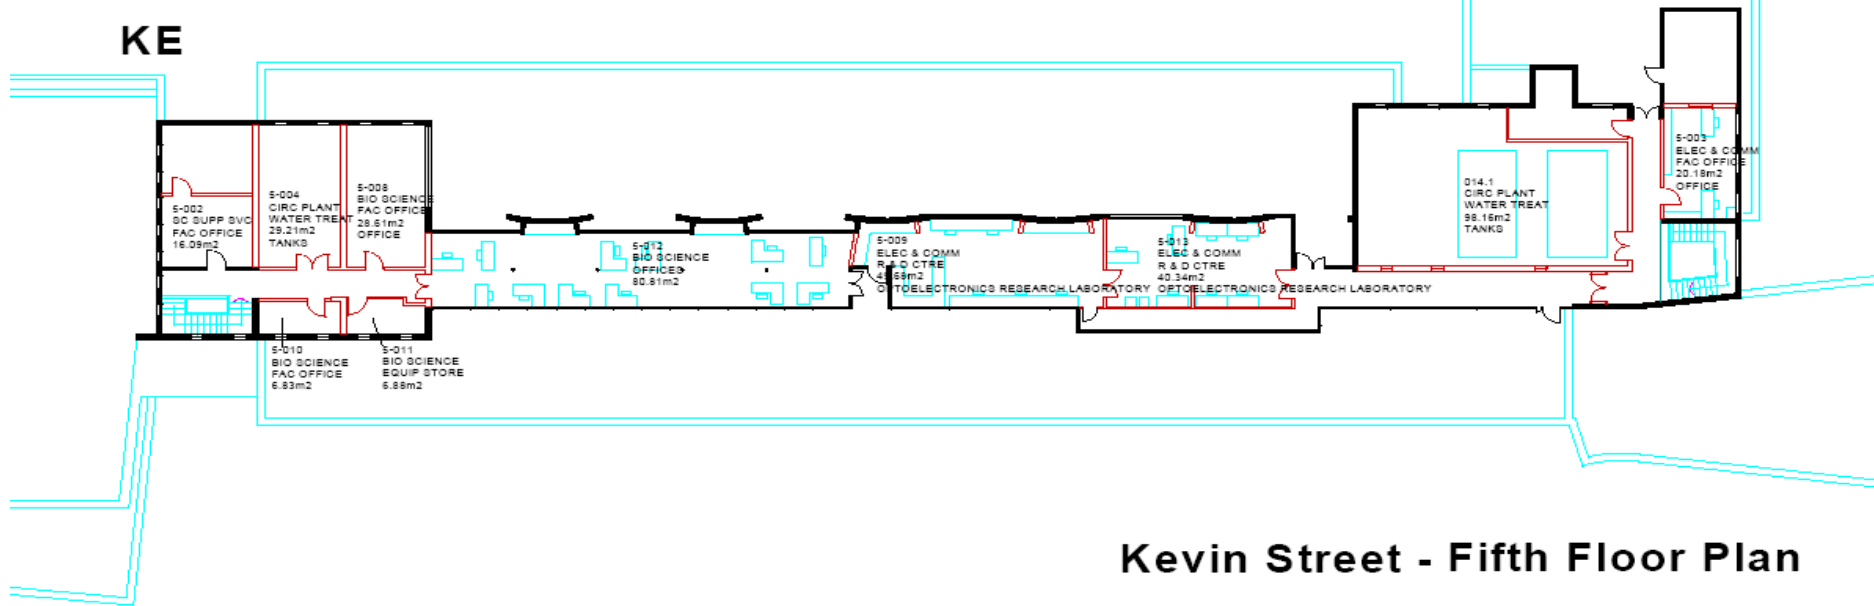 KE
5-002
SC SUPP SVC
FAC OFFICE
16.09m2
5-004
CIRC PLANT
WATER TREAT
29.21m2
TANKS
5-008
BIO SCIENCE
FAC OFFICE
28.61m2
OFFICE
5-010
BIO SCIENCE
FAC OFFICE
6.83m2
5-011
BIO SCIENCE
EQUIP STORE
6.88m2
5-012
BIO SCIENCE
OFFICES
80.81m2
5-009
ELEC & COMM
R & D CTRE
OPTOELECTRONICS RESEARCH LABORATORY
5-013
ELEC & COMM
R & D CTRE
40.34m2
OPTOELECTRONICS RESEARCH LABORATORY
014.1
CIRC PLANT
WATER TREAT
98.16m2
TANKS
5-003
ELEC & COMM
FAC OFFICE
20.18m2
OFFICE
Kevin Street - Fifth Floor Plan